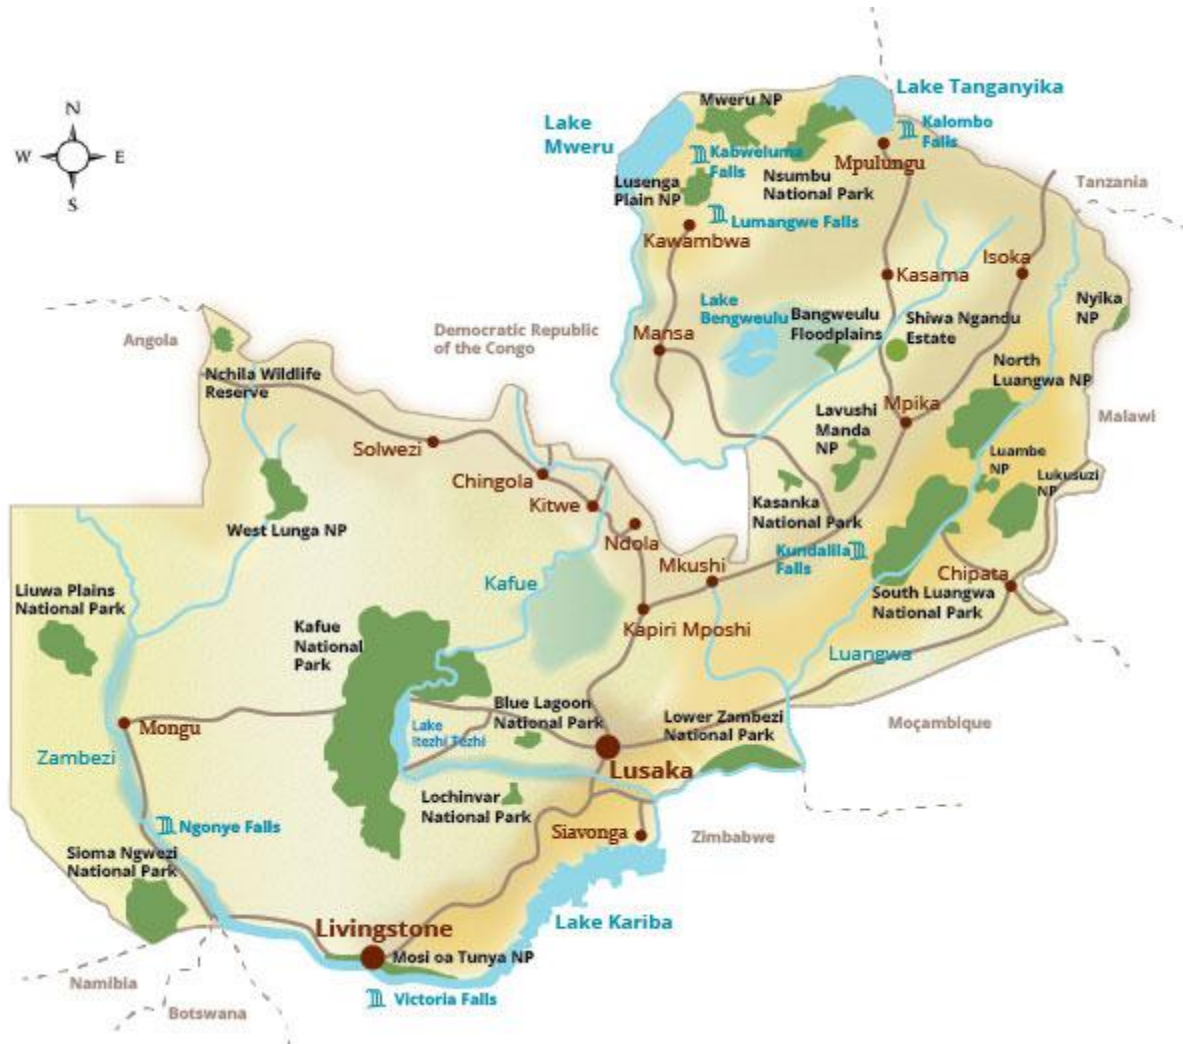 Lake Tanganyika
Mweru NP
Lake
Mweru
Kalombo
Falls
N
W
E
S
Kabweluma
Falls
Mpulungu
Nsumbu
National Park
Lusenga
Plain NP
Tanzania
Lumangwe Falls
Kawambwa
Isoka
Kasama
Nyika
NP
Lake
Bengweulu
Bangweulu
Floodplains
Shiwa Ngandu
Estate
Angola
Democratic Republic
of the Congo
Mansa
North
Luangwa NP
Nchila Wildlife
Reserve
Mpika
Lavushi
Manda
NP
Malawi
Solwezi
Luambe
NP
Lukusuzi
NP
Chingola
Kitwe
Kasanka
National Park
West Lunga NP
Ndola
Kundalila
Falls
Mkushi
Chipata
Kafue
Liuwa Plains
National Park
South Luangwa
National Park
Kapiri Mposhi
Kafue
National
Park
Luangwa
Blue Lagoon
National Park
Lower Zambezi
National Park
Moçambique
Mongu
Lake
Itezhi Tezhi
Zambezi
Lusaka
Lochinvar
National Park
Ngonye Falls
Siavonga
Zimbabwe
Sioma Ngwezi
National Park
Lake Kariba
Livingstone
Mosi oa Tunya NP
Namibia
Victoria Falls
Botswana